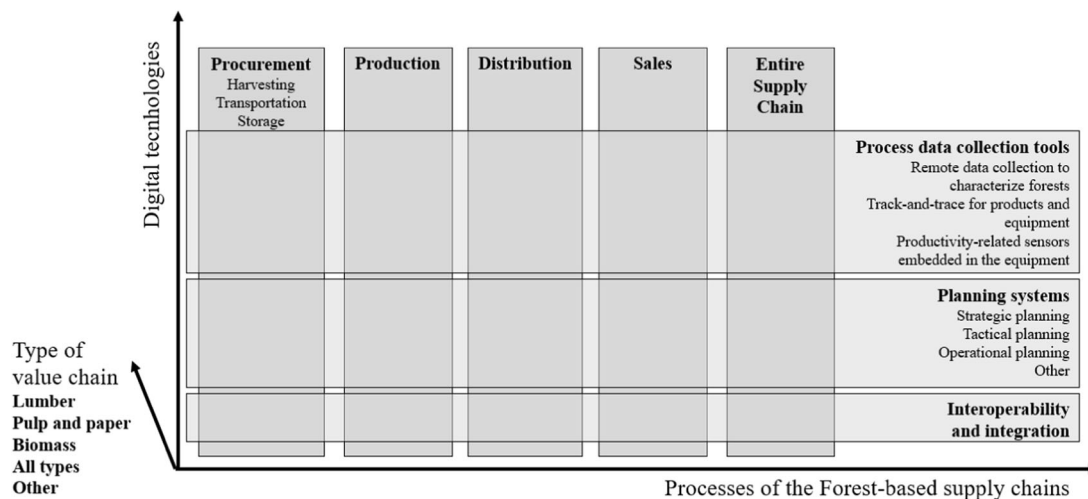 Digital tecnhologies
Procurement
Harvesting
Transportation
Storage
Production
Distribution
Sales
Entire
Supply
Chain
Process data collection tools
Remote data collection to
characterize forests
Track-and-trace for products and
equipment
Productivity-related sensors
embedded in the equipment
Planning systems
Strategic planning
Tactical planning
Operational planning
Other
Interoperability
and integration
Type of
value chain
Lumber
Pulp and paper
Biomass
All types
Other
Processes of the Forest-based supply chains